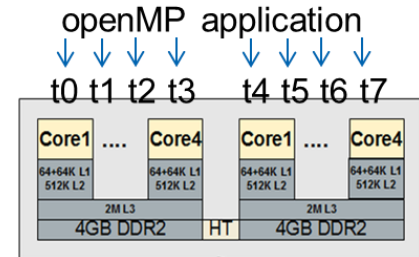 openMP application
t0 t1 t2 t3 t4 t5 t6 t7
Core1 .... Core4 Core1 .... Core4
64+64K L1 64+64K L1 64+64K L1 64+64K L1
512K L2 512K L2 512K L2 512K L2
2M L3 2M L3
4GB DDR2 HT 4GB DDR2